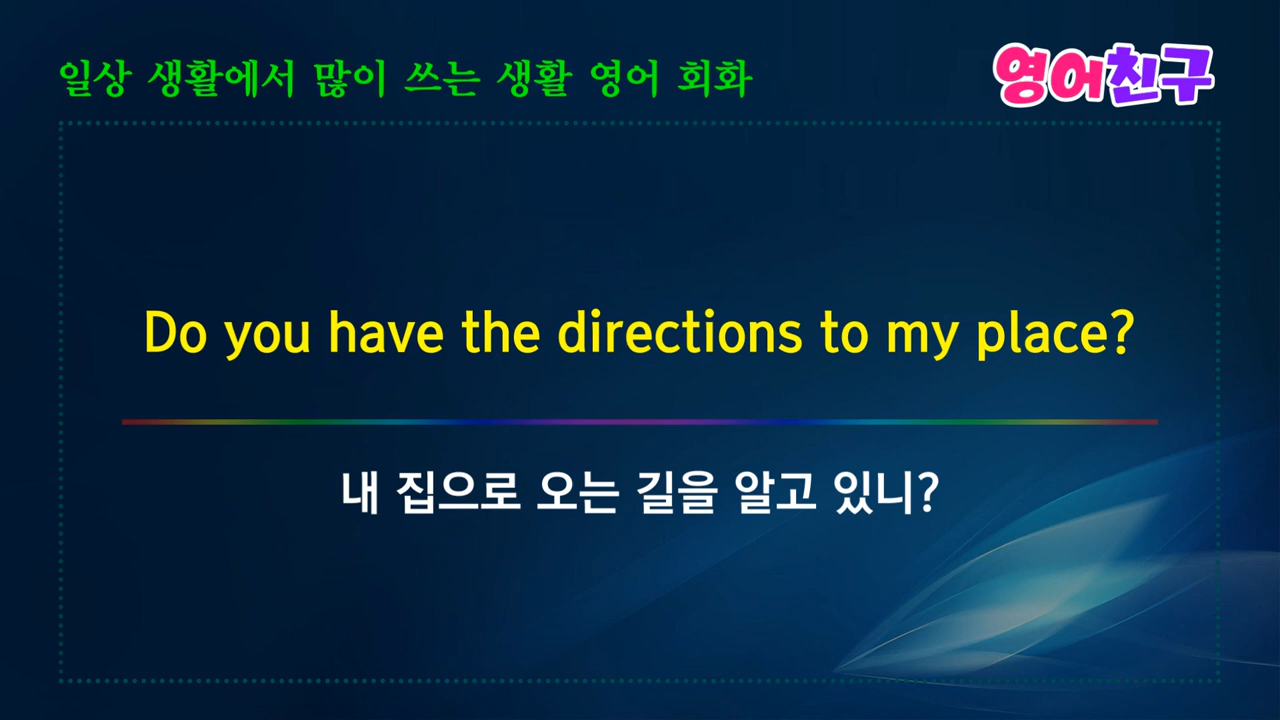 일상 생활에서 많이 쓰는 생활 영어 회화
영어친구
Do you have the directions to my place?
내 집으로 오는 길을 알고 있니?